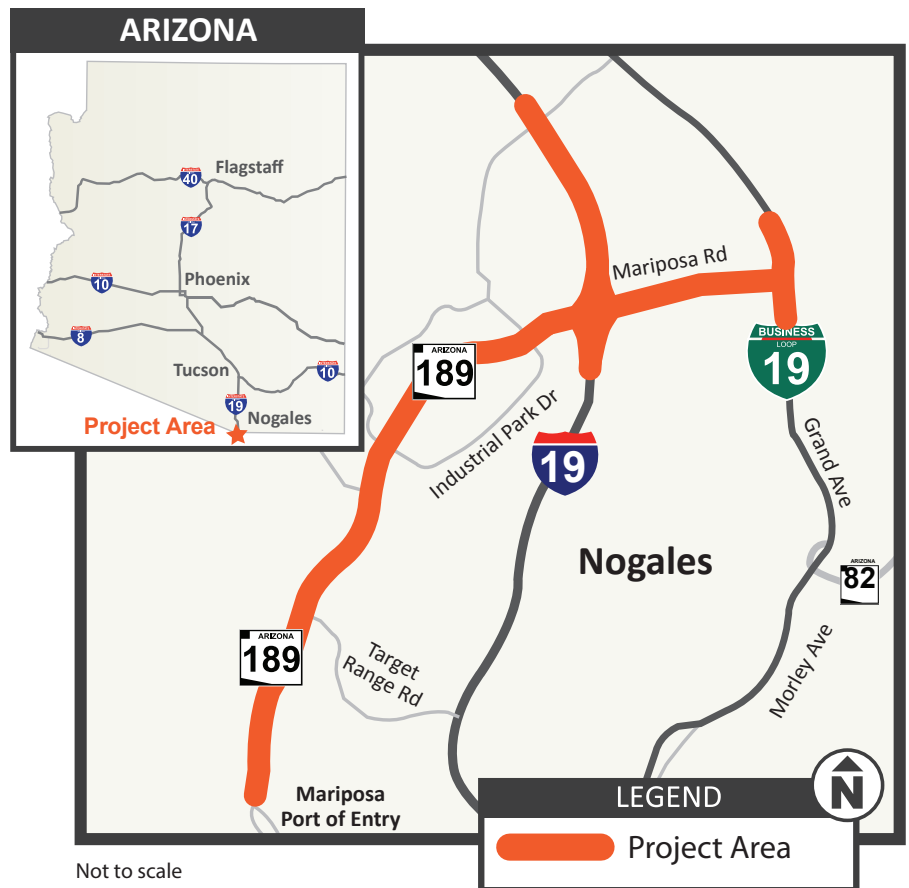 ARIZONA
Flagstaff
40
17
Phoenix
10
8
Tucson
10
19
Nogales
Project Area
Mariposa Rd
ARIZONA
189
BUSINESS
LOOP
19
Industrial Park Dr
19
Grand Ave
Nogales
ARIZONA
82
ARIZONA
189
Target
Range Rd
Morley Ave
Mariposa
Port of Entry
LEGEND
N
Project Area
Not to scale